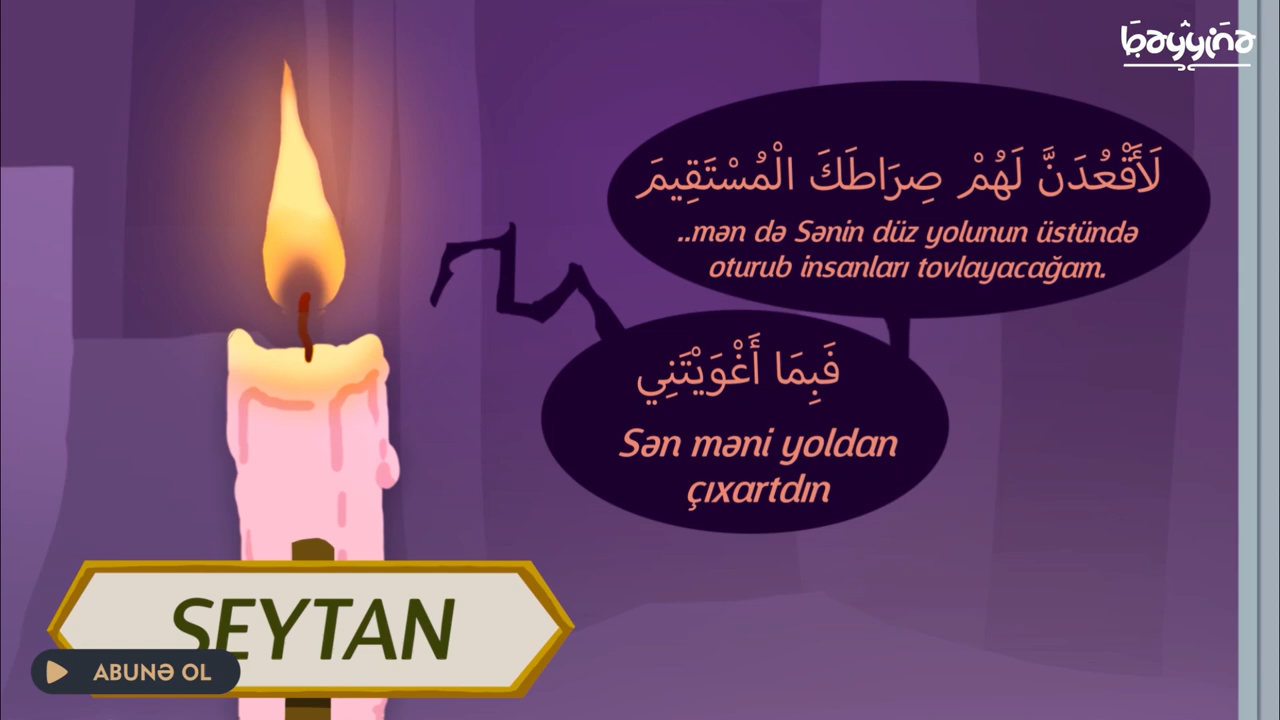 bayyina
لَأَقْعُدَنَّ لَهُمْ صِرَاطَكَ الْمُسْتَقِيمَ
..mən də Sənin düz yolunun üstündə
oturub insanları tovlayacağam.
فَبِمَا أَغْوَيْتَنِي
Sən məni yoldan
çıxartdın
SEYTAN
ABUNƏ OL